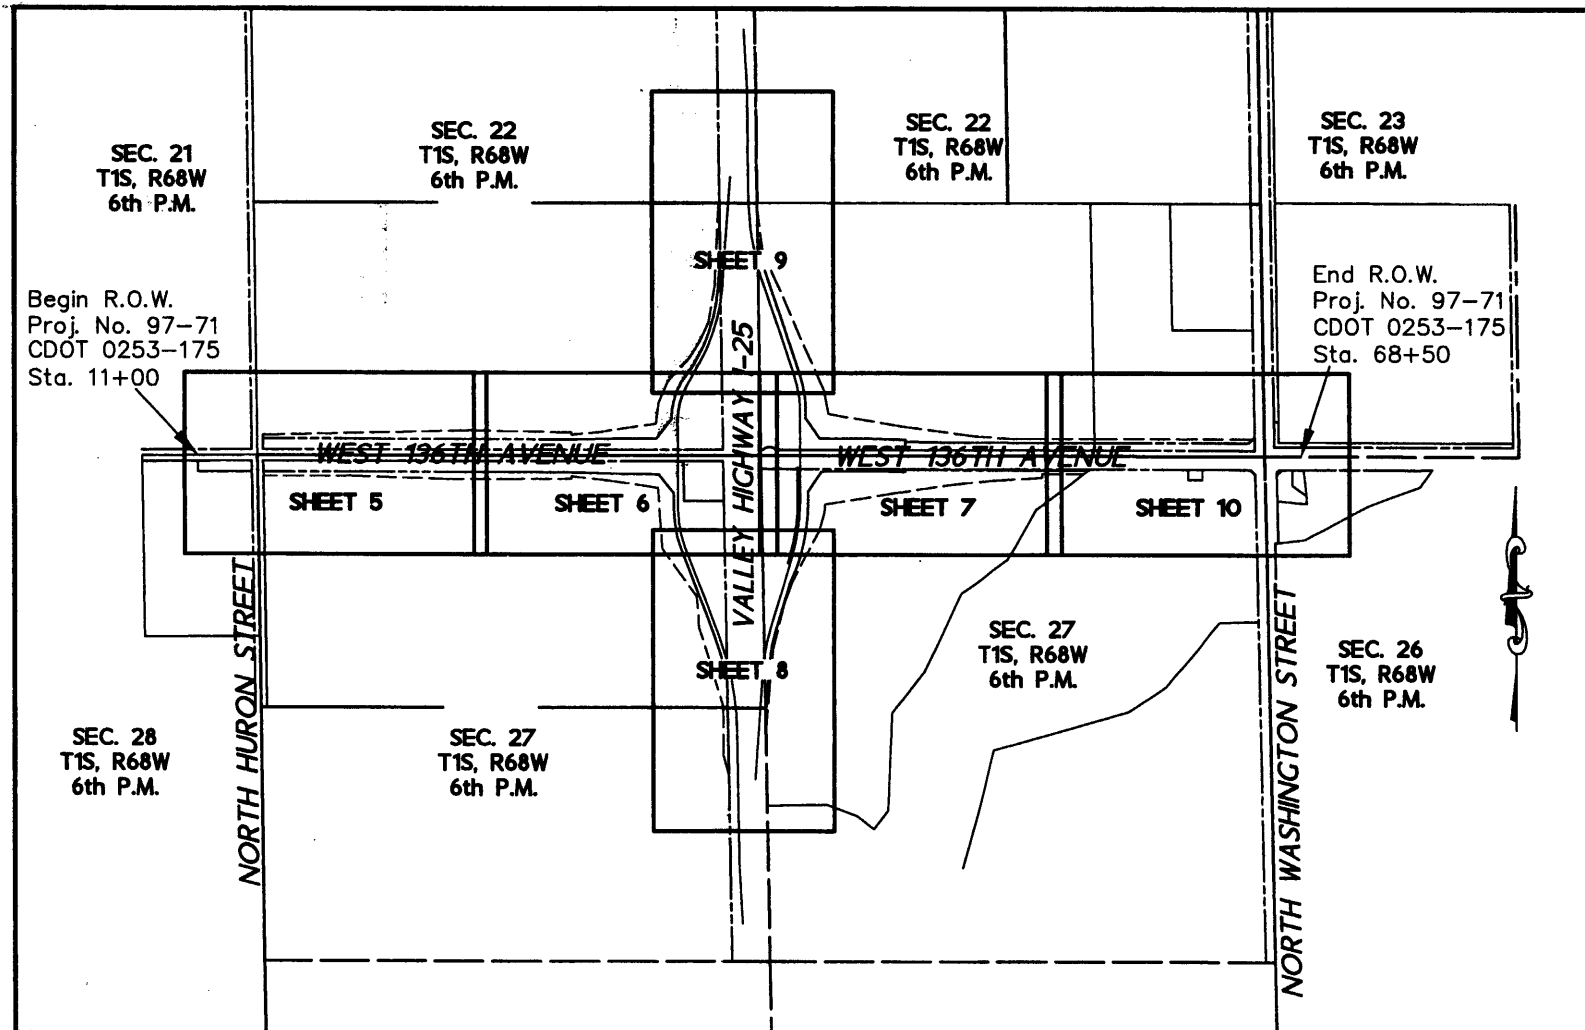 SEC. 21
T1S, R68W
6th P.M.
SEC. 22
T1S, R68W
6th P.M.
SEC. 22
T1S, R68W
6th P.M.
SEC. 23
T1S, R68W
6th P.M.
SHEET 9
Begin R.O.W.
Proj. No. 97-71
CDOT 0253-175
Sta. 11+00
End R.O.W.
Proj. No. 97-71
CDOT 0253-175
Sta. 68+50
VALLEY HIGHWAY I-25
WEST 136TH AVENUE
WEST 136TH AVENUE
SHEET 5
SHEET 6
SHEET 7
SHEET 10
NORTH HURON STREET
SHEET 8
SEC. 27
T1S, R68W
6th P.M.
NORTH WASHINGTON STREET
SEC. 26
T1S, R68W
6th P.M.
SEC. 28
T1S, R68W
6th P.M.
SEC. 27
T1S, R68W
6th P.M.